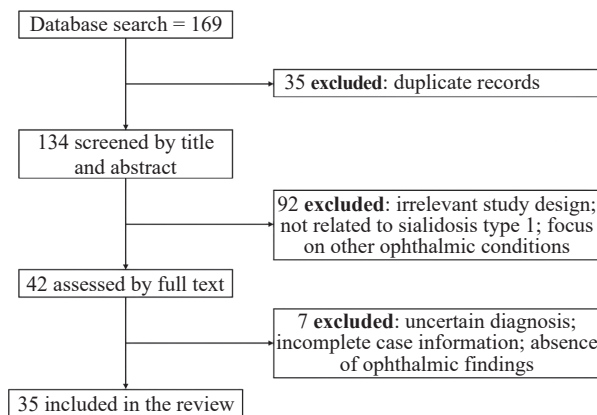 Database search = 169
35 excluded: duplicate records
134 screened by title
and abstract
92 excluded: irrelevant study design;
not related to sialidosis type 1; focus
on other ophthalmic conditions
42 assessed by full text
7 excluded: uncertain diagnosis;
incomplete case information; absence
of ophthalmic findings
35 included in the review